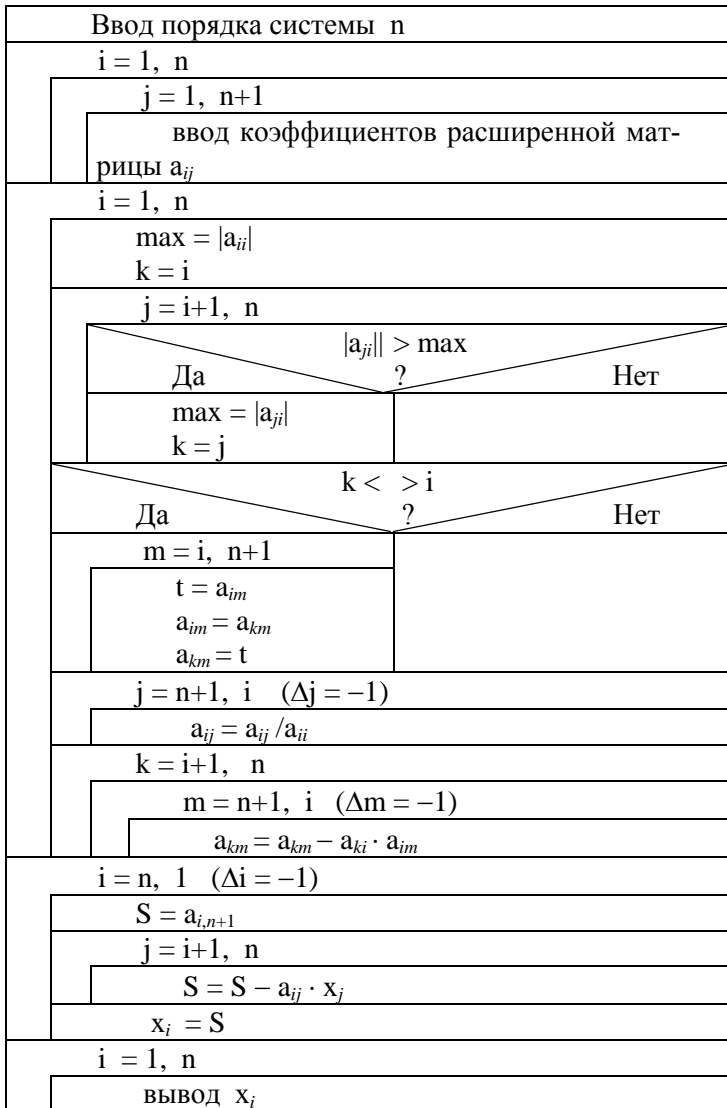 Ввод порядка системы n
i = 1, n
j = 1, n+1
ввод коэффициентов расширенной мат-
рицы a_ij
i = 1, n
max = |a_ii|
k = i
j = i+1, n
|a_ji|| > max
Да ? Нет
max = |a_ji|
k = j
k < > i
Да ? Нет
m = i, n+1
t = a_im
a_im = a_km
a_km = t
j = n+1, i (Δj = −1)
a_ij = a_ij /a_ii
k = i+1, n
m = n+1, i (Δm = −1)
a_km = a_km − a_ki · a_im
i = n, 1 (Δi = −1)
S = a_i,n+1
j = i+1, n
S = S − a_ij · x_j
x_i = S
i = 1, n
вывод x_i